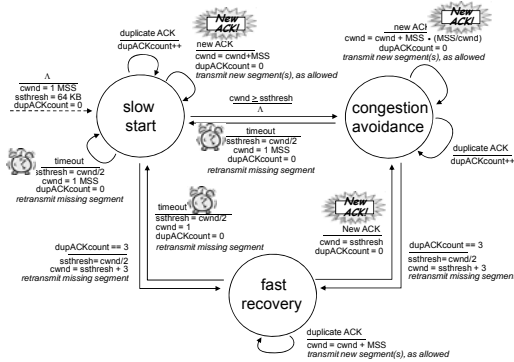 duplicate ACK
dupACKcount++
New
ACK!
new ACK
cwnd = cwnd+MSS
dupACKcount = 0
transmit new segment(s), as allowed
New
ACK!
new ACK
cwnd = cwnd + MSS • (MSS/cwnd)
dupACKcount = 0
transmit new segment(s), as allowed
Λ
cwnd = 1 MSS
ssthresh = 64 KB
dupACKcount = 0
slow
start
cwnd ≥ ssthresh
Λ
congestion
avoidance
timeout
ssthresh = cwnd/2
cwnd = 1 MSS
dupACKcount = 0
retransmit missing segment
duplicate ACK
dupACKcount++
timeout
ssthresh = cwnd/2
cwnd = 1 MSS
dupACKcount = 0
retransmit missing segment
timeout
ssthresh = cwnd/2
cwnd = 1
dupACKcount = 0
retransmit missing segment
New
ACK!
New ACK
cwnd = ssthresh
dupACKcount = 0
dupACKcount == 3
ssthresh= cwnd/2
cwnd = ssthresh + 3
retransmit missing segment
dupACKcount == 3
ssthresh= cwnd/2
cwnd = ssthresh + 3
retransmit missing segmen
fast
recovery
duplicate ACK
cwnd = cwnd + MSS
transmit new segment(s), as allowed